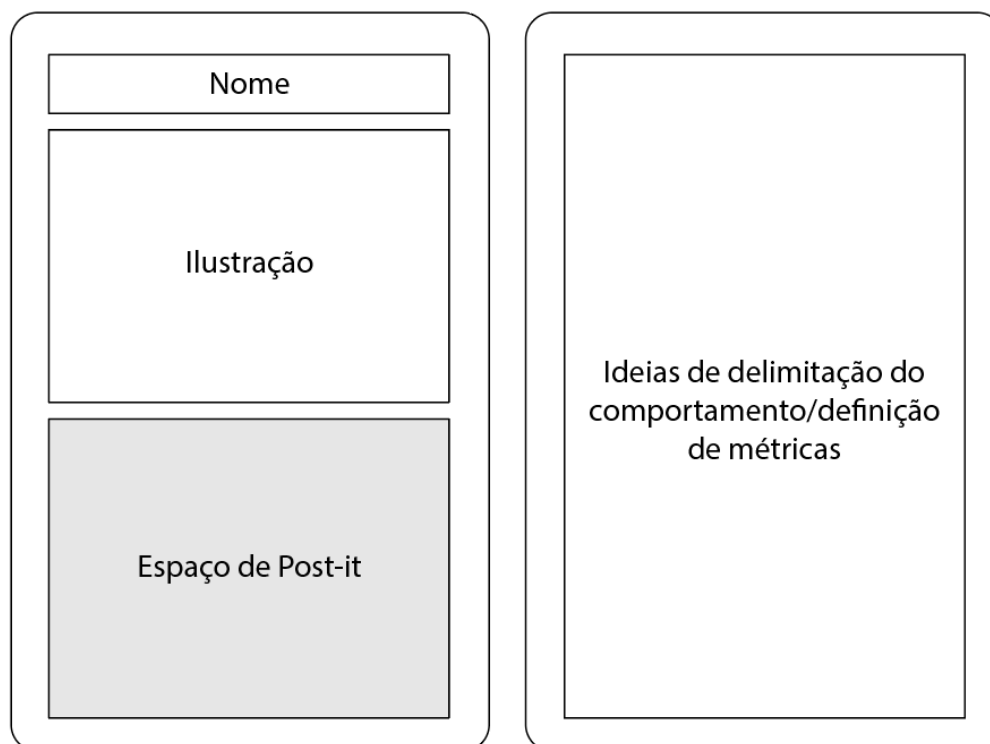 Nome
Ilustração
Espaço de Post-it
Ideias de delimitação do
comportamento/definição
de métricas